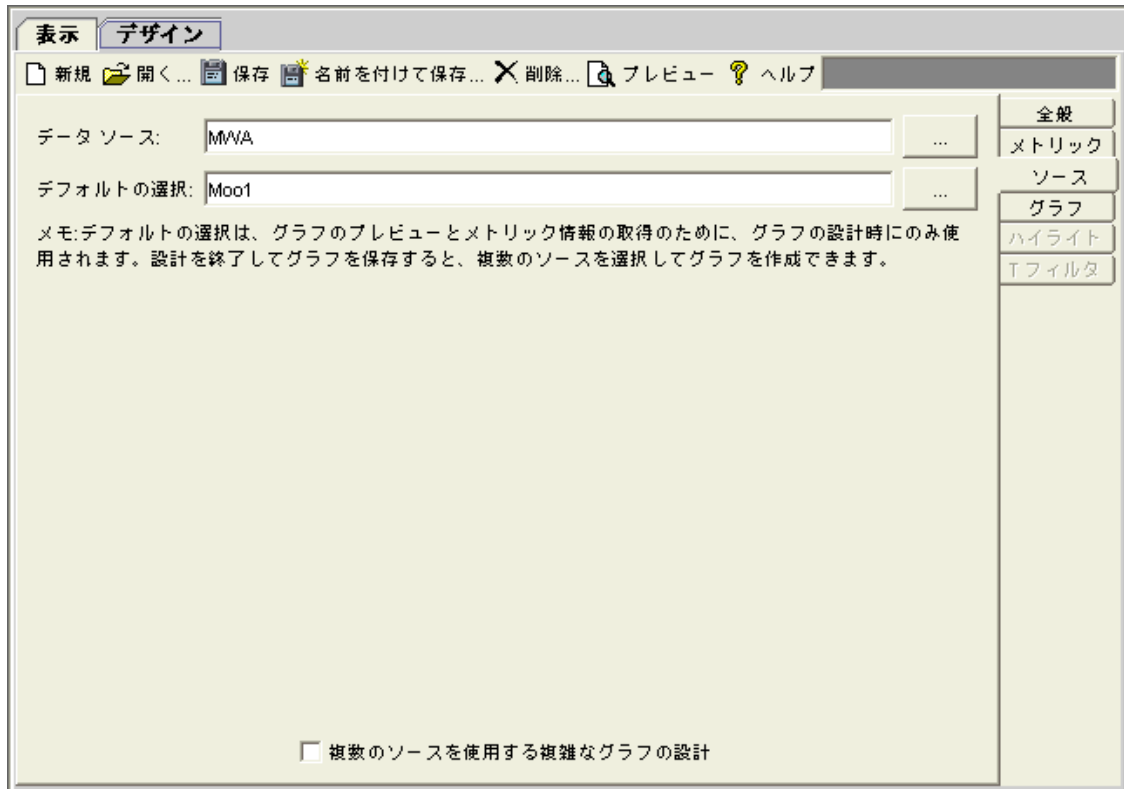 表示 デザイン
新規 開く... 保存 名前を付けて保存... 削除... プレビュー ヘルプ
全般
メトリック
ソース
グラフ
ハイライト
Tフィルタ
データ ソース: MWA ...
デフォルトの選択: Moo1 ...
メモ:デフォルトの選択は、グラフのプレビューとメトリック情報の取得のために、グラフの設計時にのみ使
用されます。設計を終了してグラフを保存すると、複数のソースを選択してグラフを作成できます。
複数のソースを使用する複雑なグラフの設計